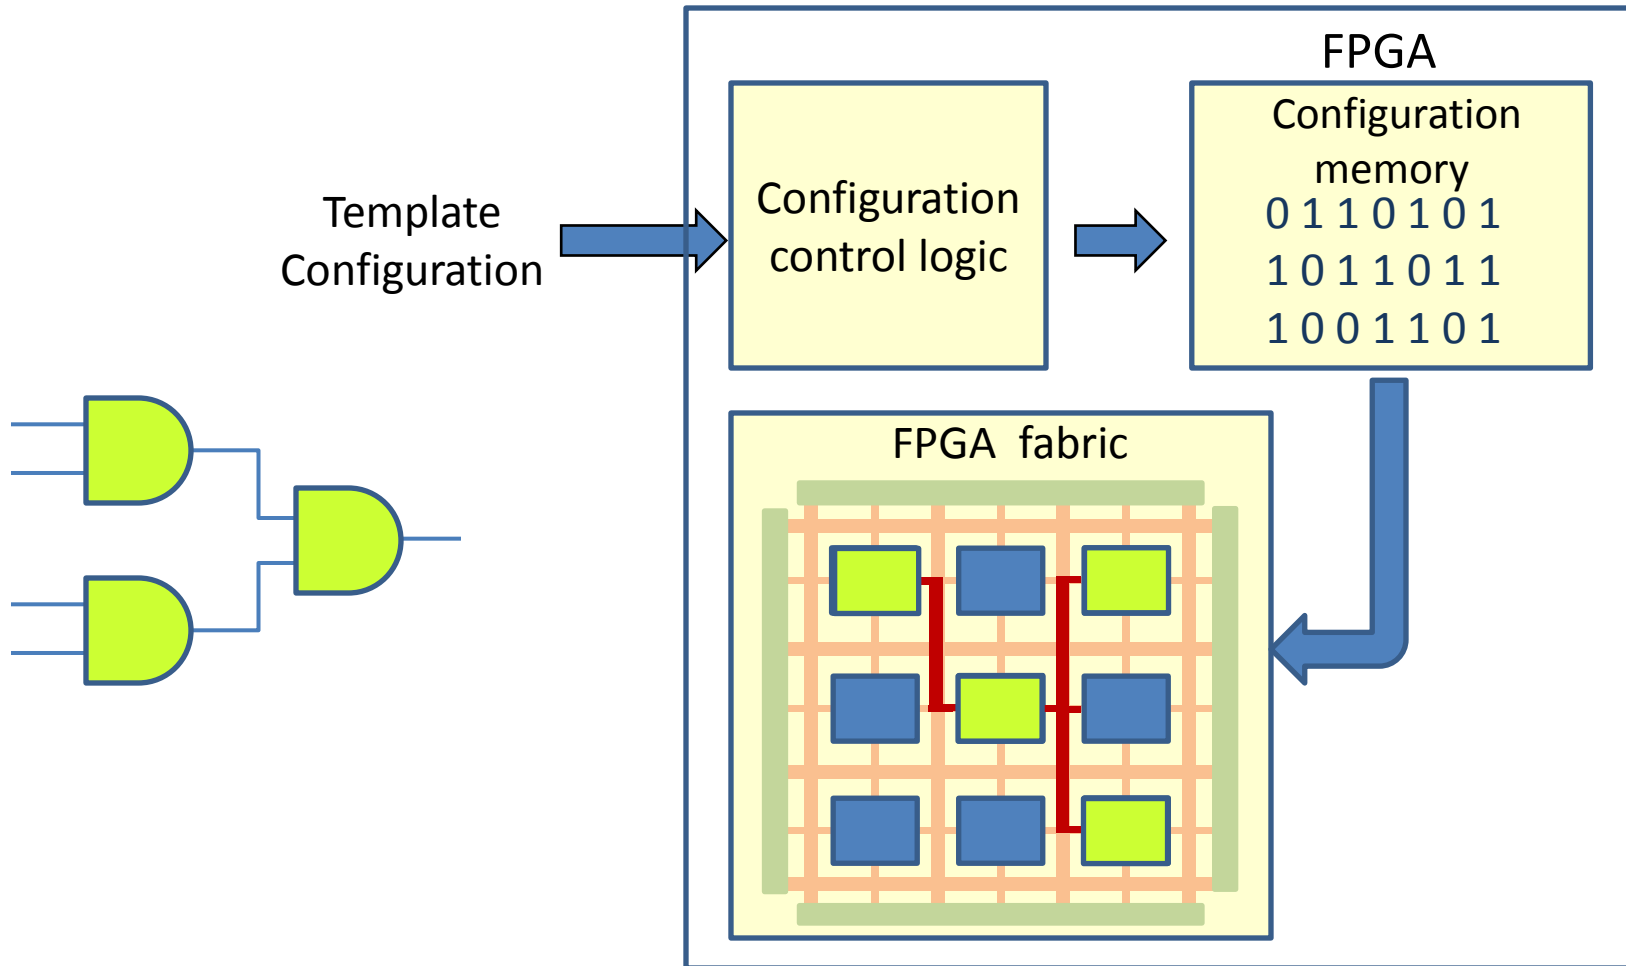 FPGA
Template
Configuration
Configuration
control logic
Configuration
memory
0 1 1 0 1 0 1
1 0 1 1 0 1 1
1 0 0 1 1 0 1
FPGA fabric